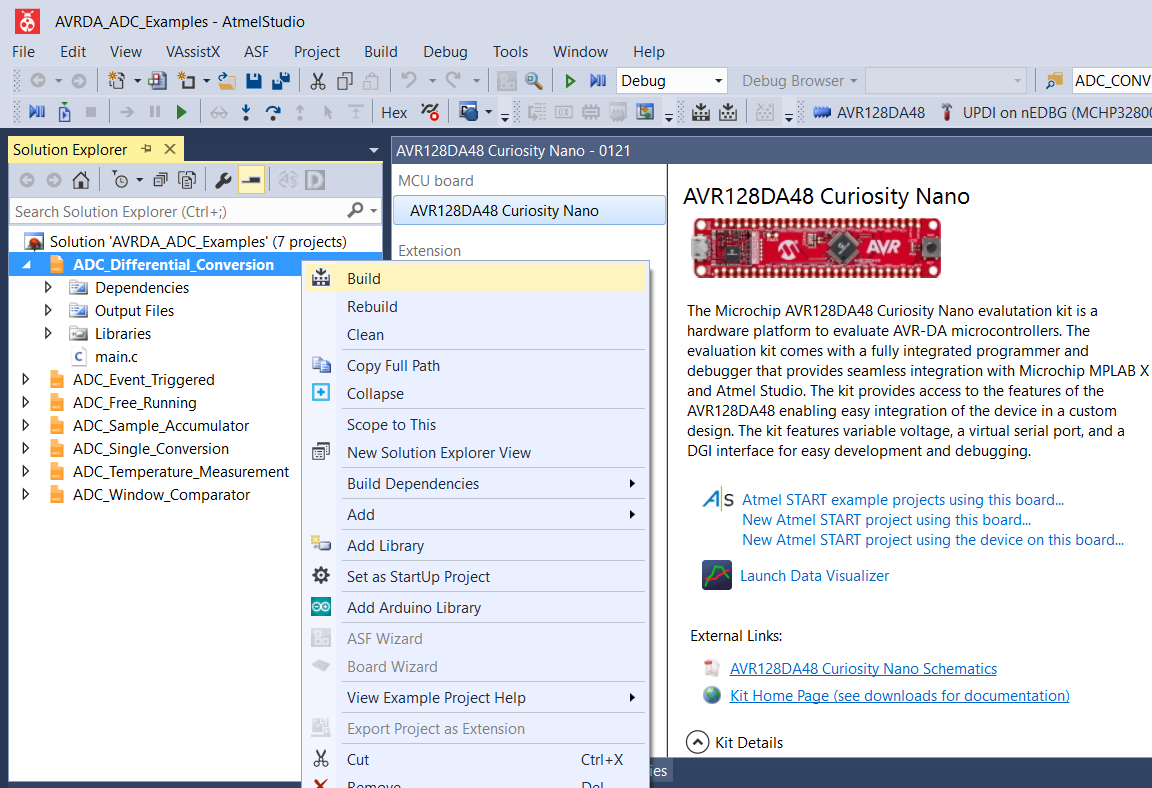 AVRDA_ADC_Examples - AtmelStudio
File Edit View VAssistX ASF Project Build Debug Tools Window Help
Debug Debug Browser ADC_CONV
Hex AVR128DA48 UPDI on nEDBG (MCHP32800
Solution Explorer
Search Solution Explorer (Ctrl+;)
Solution 'AVRDA_ADC_Examples' (7 projects)
ADC_Differential_Conversion
Dependencies
Output Files
Libraries
C main.c
ADC_Event_Triggered
ADC_Free_Running
ADC_Sample_Accumulator
ADC_Single_Conversion
ADC_Temperature_Measurement
ADC_Window_Comparator
Build
Rebuild
Clean
Copy Full Path
Collapse
Scope to This
New Solution Explorer View
Build Dependencies
Add
Add Library
Set as StartUp Project
Add Arduino Library
ASF Wizard
Board Wizard
View Example Project Help
Export Project as Extension
Cut Ctrl+X
Remove Del
AVR128DA48 Curiosity Nano - 0121
MCU board
AVR128DA48 Curiosity Nano
Extension
ies
AVR128DA48 Curiosity Nano
AVR
The Microchip AVR128DA48 Curiosity Nano evalutation kit is a
hardware platform to evaluate AVR-DA microcontrollers. The
evaluation kit comes with a fully integrated programmer and
debugger that provides seamless integration with Microchip MPLAB X
and Atmel Studio. The kit provides access to the features of the
AVR128DA48 enabling easy integration of the device in a custom
design. The kit features variable voltage, a virtual serial port, and a
DGI interface for easy development and debugging.
AS Atmel START example projects using this board...
New Atmel START project using this board...
New Atmel START project using the device on this board...
Launch Data Visualizer
External Links:
AVR128DA48 Curiosity Nano Schematics
Kit Home Page (see downloads for documentation)
Kit Details